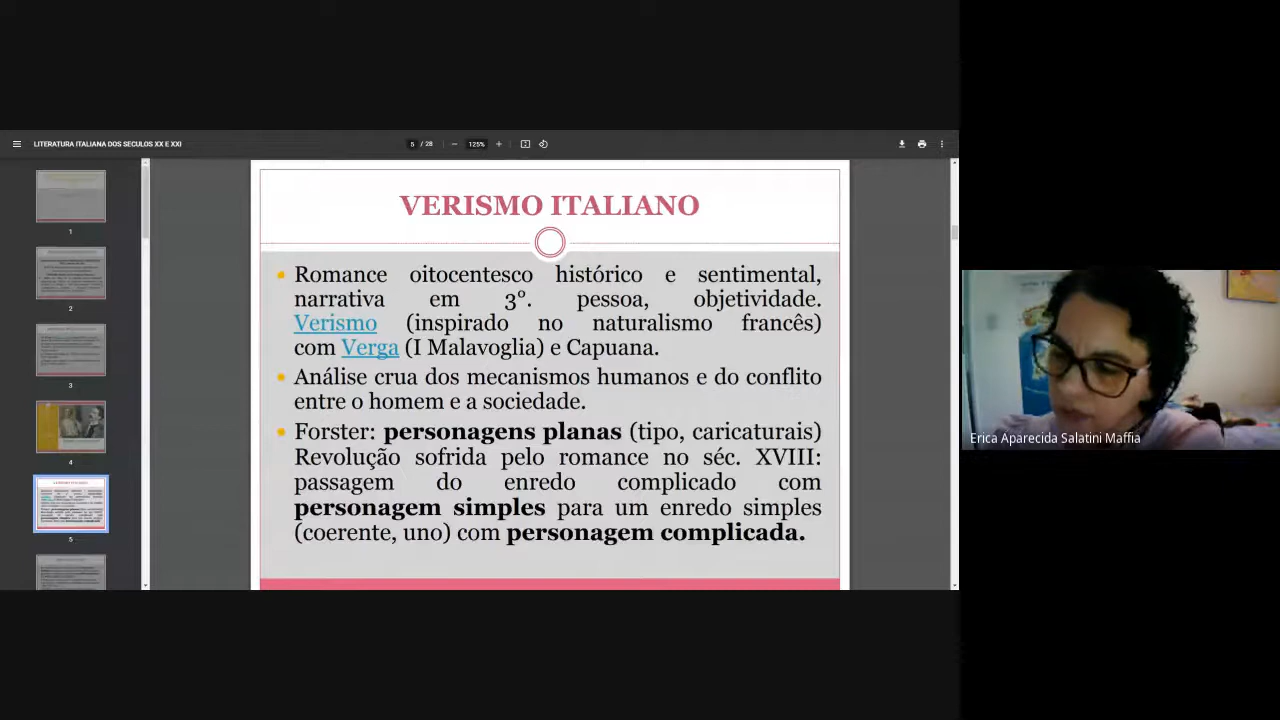 LITERATURA ITALIANA DOS SÉCULOS XX E XXI
5 / 28
125%
1
2
3
4
5
VERISMO ITALIANO
• Romance oitocentesco histórico e sentimental,
narrativa em 3°. pessoa, objetividade.
Verismo (inspirado no naturalismo francês)
com Verga (I Malavoglia) e Capuana.
• Análise crua dos mecanismos humanos e do conflito
entre o homem e a sociedade.
• Forster: personagens planas (tipo, caricaturais)
Revolução sofrida pelo romance no séc. XVIII:
passagem do enredo complicado com
personagem simples para um enredo simples
(coerente, uno) com personagem complicada.
Erica Aparecida Salatini Maffia